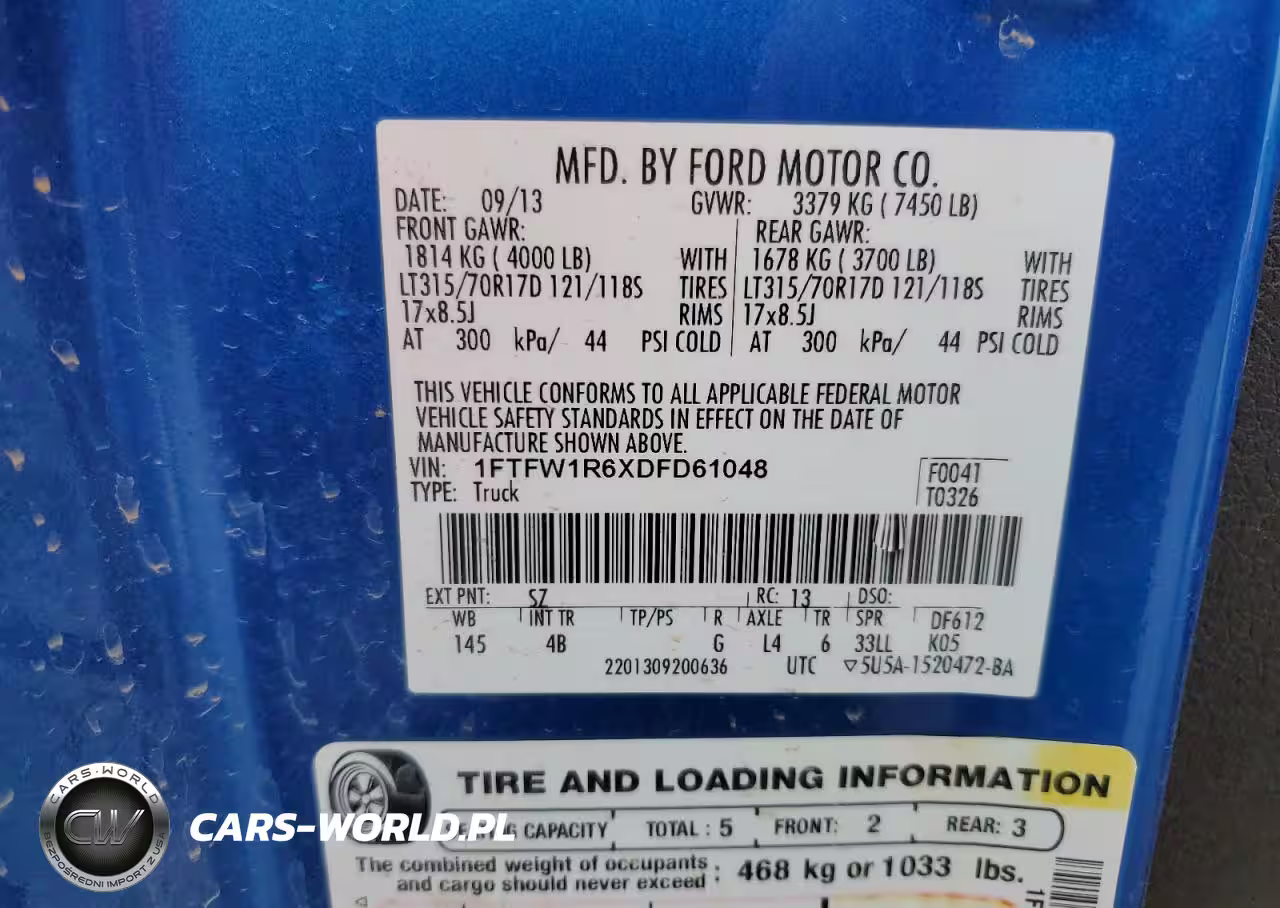 MFD. BY FORD MOTOR CO.
DATE: 09/13 GVWR: 3379 KG ( 7450 LB)
FRONT GAWR: REAR GAWR:
1814 KG ( 4000 LB) WITH 1678 KG ( 3700 LB) WITH
LT315/70R17D 121/118S TIRES LT315/70R17D 121/118S TIRES
17x8.5J RIMS 17x8.5J RIMS
AT 300 kPa/ 44 PSI COLD AT 300 kPa/ 44 PSI COLD
THIS VEHICLE CONFORMS TO ALL APPLICABLE FEDERAL MOTOR
VEHICLE SAFETY STANDARDS IN EFFECT ON THE DATE OF
MANUFACTURE SHOWN ABOVE.
VIN: 1FTFW1R6XDFD61048 F0041
TYPE: Truck T0326
EXT PNT: SZ RC: 13 DSO:
WB INT TR TP/PS R AXLE TR SPR DF612
145 4B G L4 6 33LL K05
2201309200636 UTC ▽5U5A-1520472-BA
TIRE AND LOADING INFORMATION
CAPACITY TOTAL : 5 FRONT: 2 REAR: 3
The combined weight of occupants
and cargo should never exceed : 468 kg or 1033 lbs.
1F
CARS-WORLD
CW
BEZPOŚREDNI IMPORT Z USA
CARS-WORLD.PL